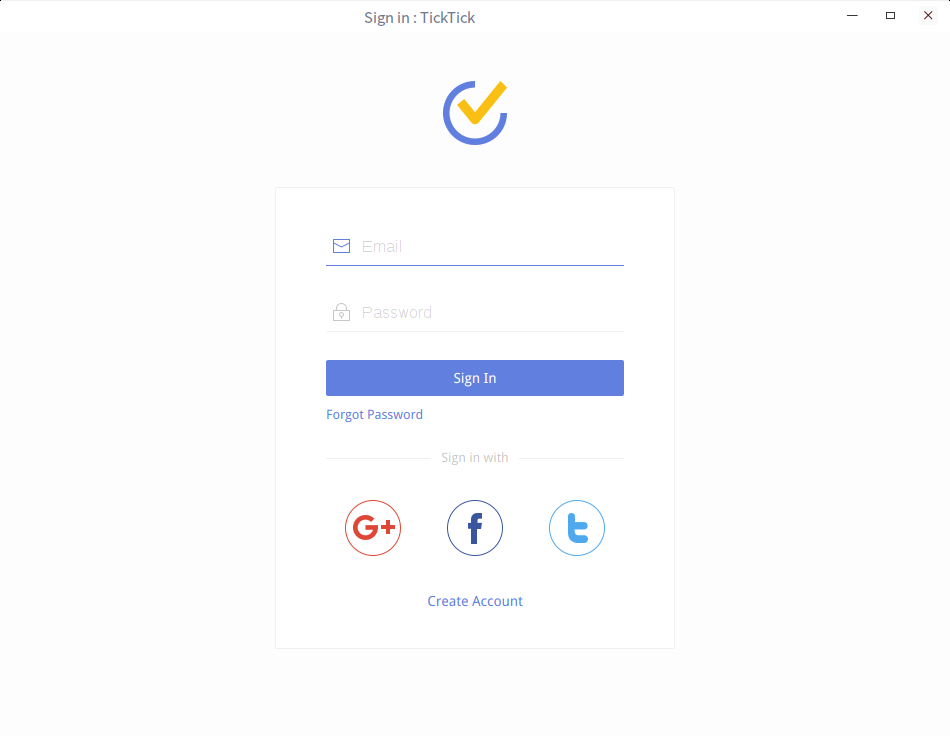 Sign in : TickTick
Email
Password
Sign In
Forgot Password
Sign in with
G+ f t
Create Account